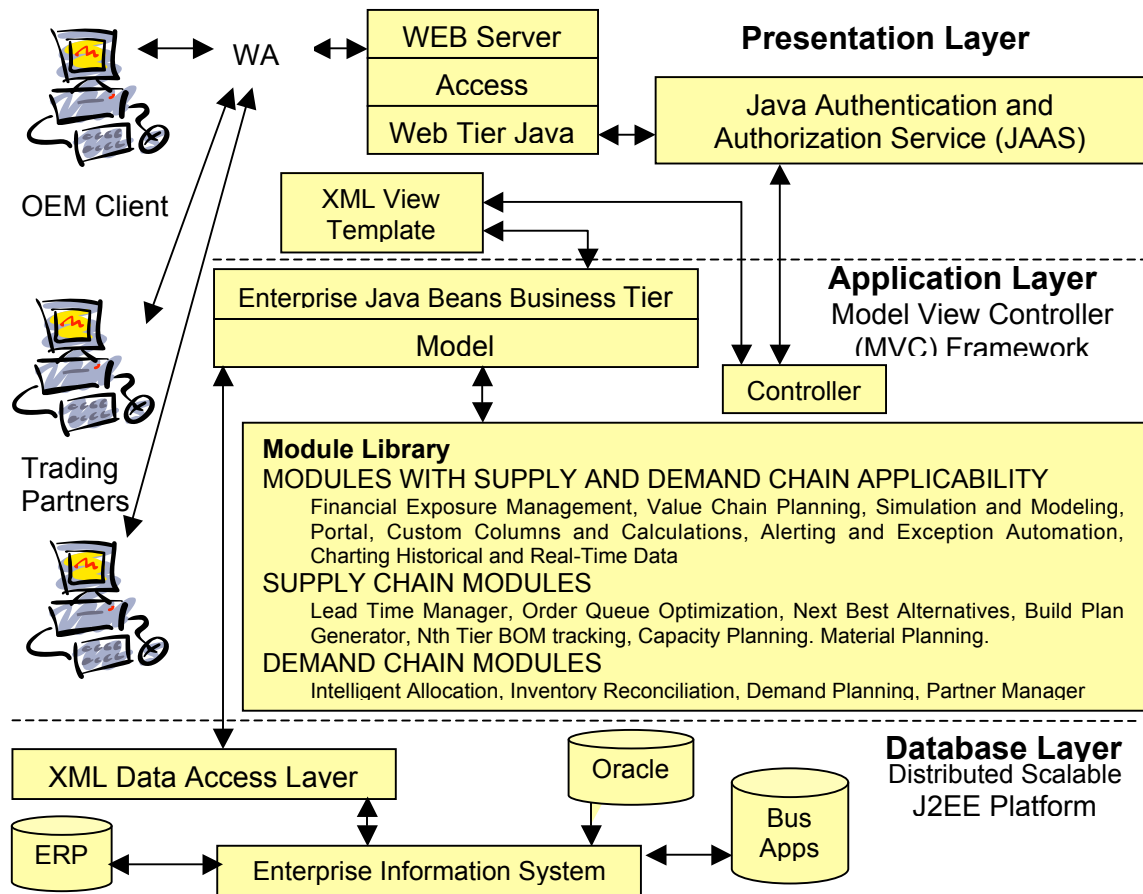 WEB Server
Presentation Layer
WA
Access
Java Authentication and
Authorization Service (JAAS)
Web Tier Java
OEM Client
XML View
Template
Application Layer
Enterprise Java Beans Business Tier
Model View Controller
(MVC) Framework
Model
Controller
Module Library
MODULES WITH SUPPLY AND DEMAND CHAIN APPLICABILITY
Financial Exposure Management, Value Chain Planning, Simulation and Modeling,
Portal, Custom Columns and Calculations, Alerting and Exception Automation,
Charting Historical and Real-Time Data
SUPPLY CHAIN MODULES
Lead Time Manager, Order Queue Optimization, Next Best Alternatives, Build Plan
Generator, Nth Tier BOM tracking, Capacity Planning. Material Planning.
DEMAND CHAIN MODULES
Intelligent Allocation, Inventory Reconciliation, Demand Planning, Partner Manager
Trading
Partners
Database Layer
Distributed Scalable
J2EE Platform
XML Data Access Layer
Oracle
Bus
Apps
ERP
Enterprise Information System